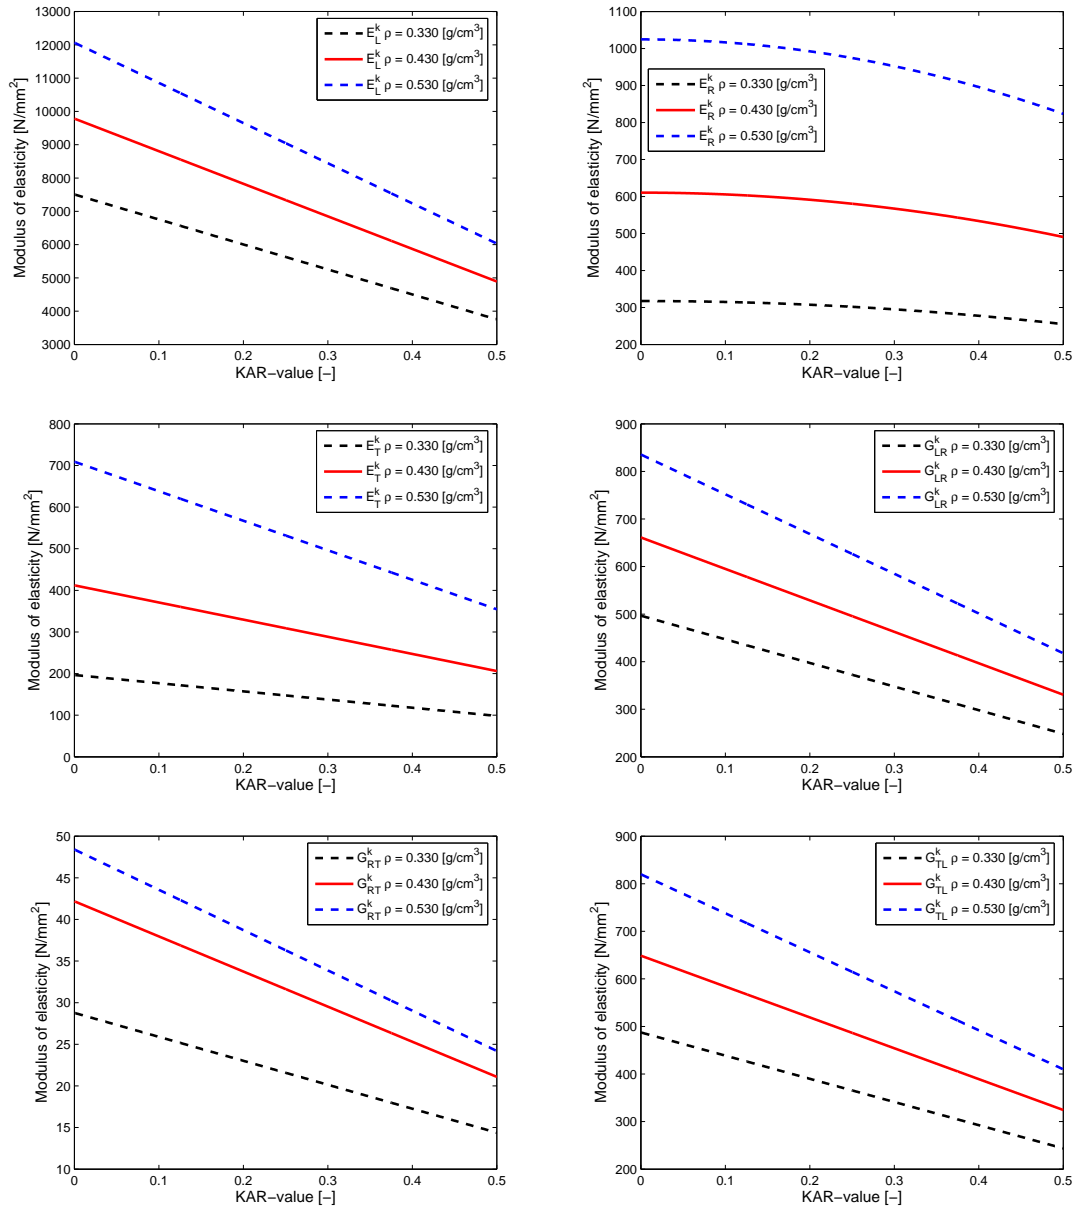 13000
12000
11000
10000
9000
8000
7000
6000
5000
4000
3000
Modulus of elasticity [N/mm²]
E_L^k ρ = 0.330 [g/cm³]
E_L^k ρ = 0.430 [g/cm³]
E_L^k ρ = 0.530 [g/cm³]
0 0.1 0.2 0.3 0.4 0.5
KAR−value [−]
1100
1000
900
800
700
600
500
400
300
200
Modulus of elasticity [N/mm²]
E_R^k ρ = 0.330 [g/cm³]
E_R^k ρ = 0.430 [g/cm³]
E_R^k ρ = 0.530 [g/cm³]
0 0.1 0.2 0.3 0.4 0.5
KAR−value [−]
800
700
600
500
400
300
200
100
0
Modulus of elasticity [N/mm²]
E_T^k ρ = 0.330 [g/cm³]
E_T^k ρ = 0.430 [g/cm³]
E_T^k ρ = 0.530 [g/cm³]
0 0.1 0.2 0.3 0.4 0.5
KAR−value [−]
900
800
700
600
500
400
300
200
Modulus of elasticity [N/mm²]
G_LR^k ρ = 0.330 [g/cm³]
G_LR^k ρ = 0.430 [g/cm³]
G_LR^k ρ = 0.530 [g/cm³]
0 0.1 0.2 0.3 0.4 0.5
KAR−value [−]
50
45
40
35
30
25
20
15
10
Modulus of elasticity [N/mm²]
G_RT^k ρ = 0.330 [g/cm³]
G_RT^k ρ = 0.430 [g/cm³]
G_RT^k ρ = 0.530 [g/cm³]
0 0.1 0.2 0.3 0.4 0.5
KAR−value [−]
900
800
700
600
500
400
300
200
Modulus of elasticity [N/mm²]
G_TL^k ρ = 0.330 [g/cm³]
G_TL^k ρ = 0.430 [g/cm³]
G_TL^k ρ = 0.530 [g/cm³]
0 0.1 0.2 0.3 0.4 0.5
KAR−value [−]